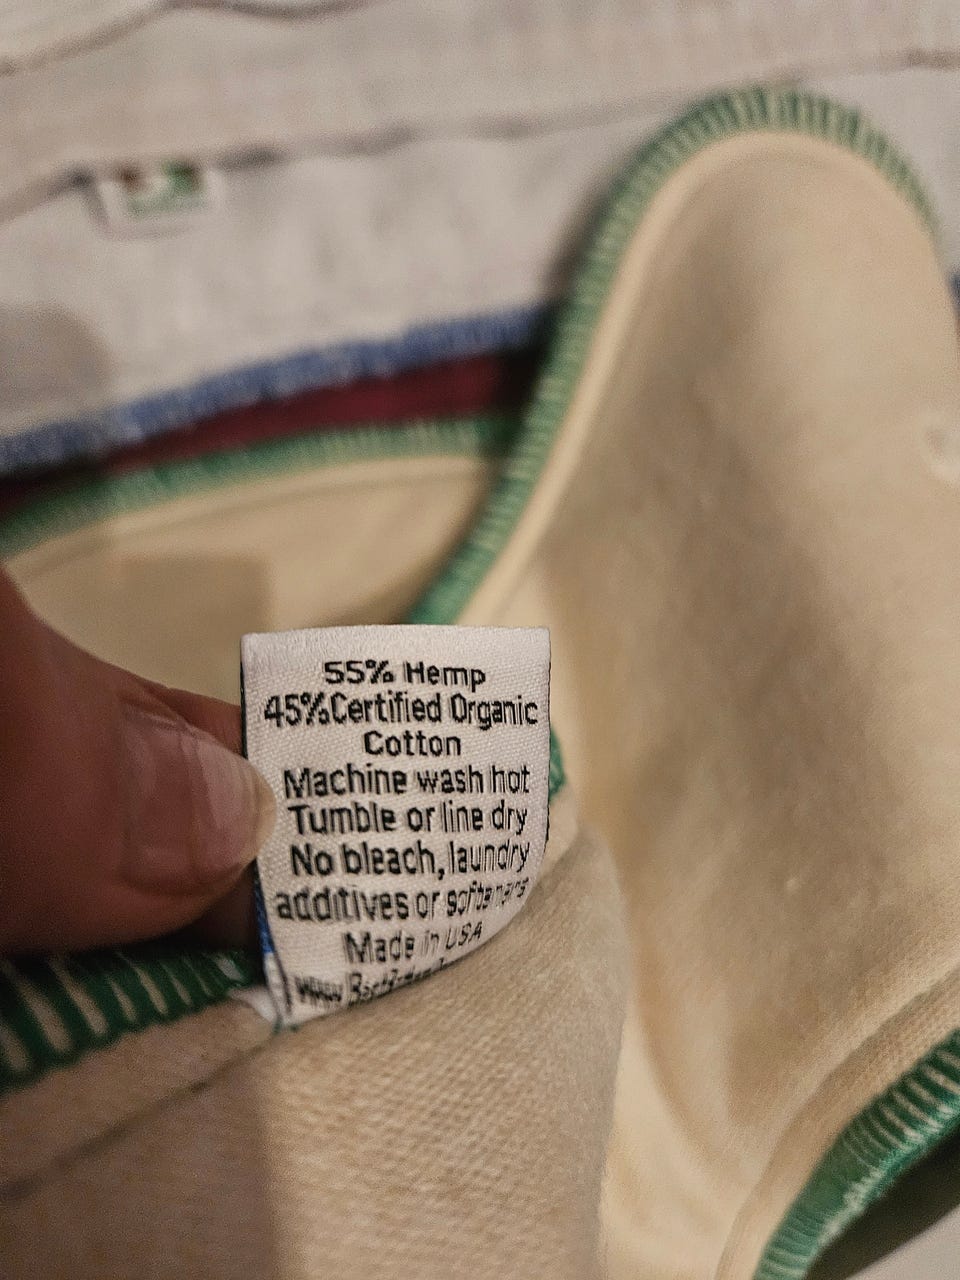 55% Hemp
45%Certified Organic
Cotton
Machine wash hot
Tumble or line dry
No bleach, laundry
additives or softeners
Made in USA